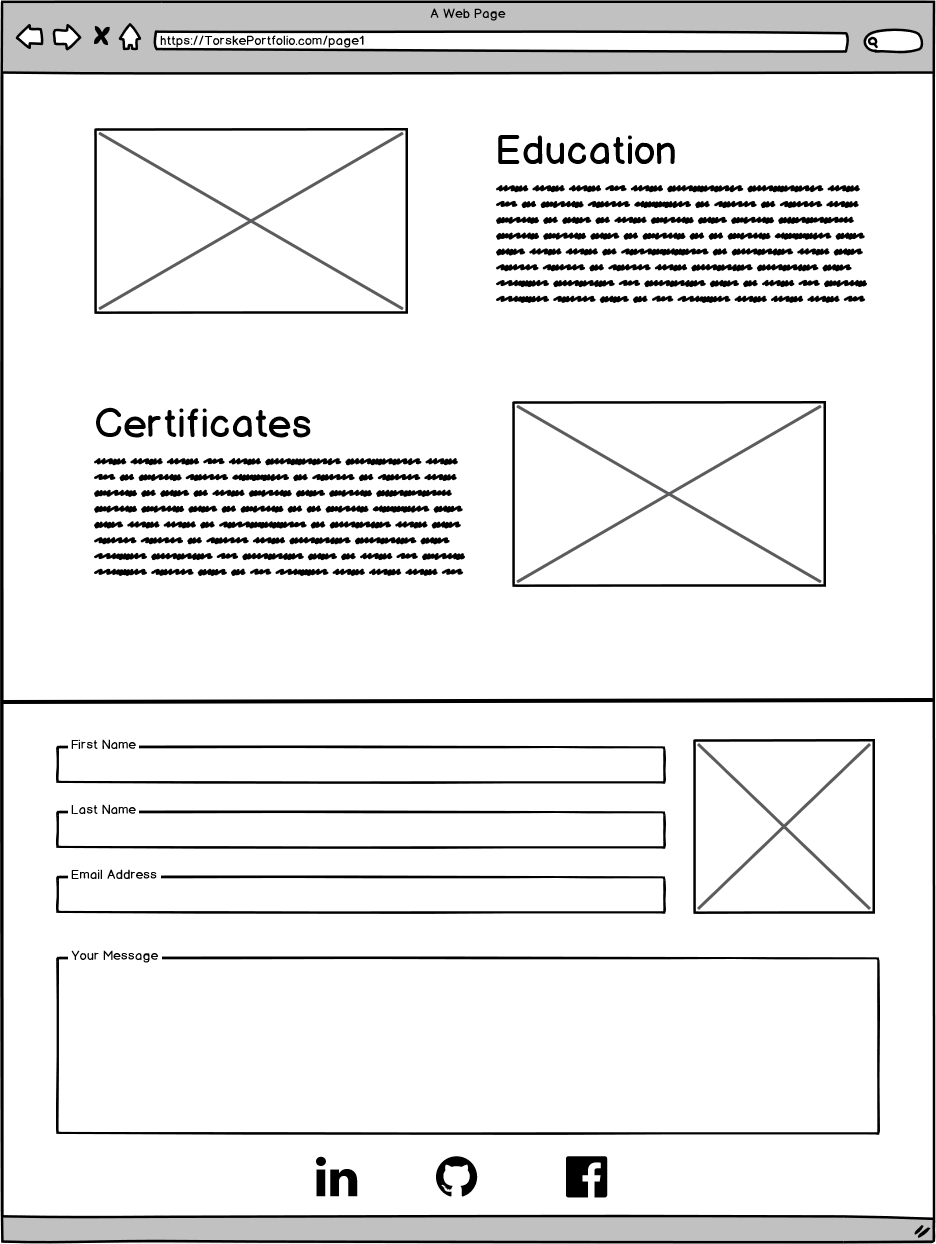 A Web Page
https://TorskePortfolio.com/page1
Education
Certificates
First Name
Last Name
Email Address
Your Message
in
f